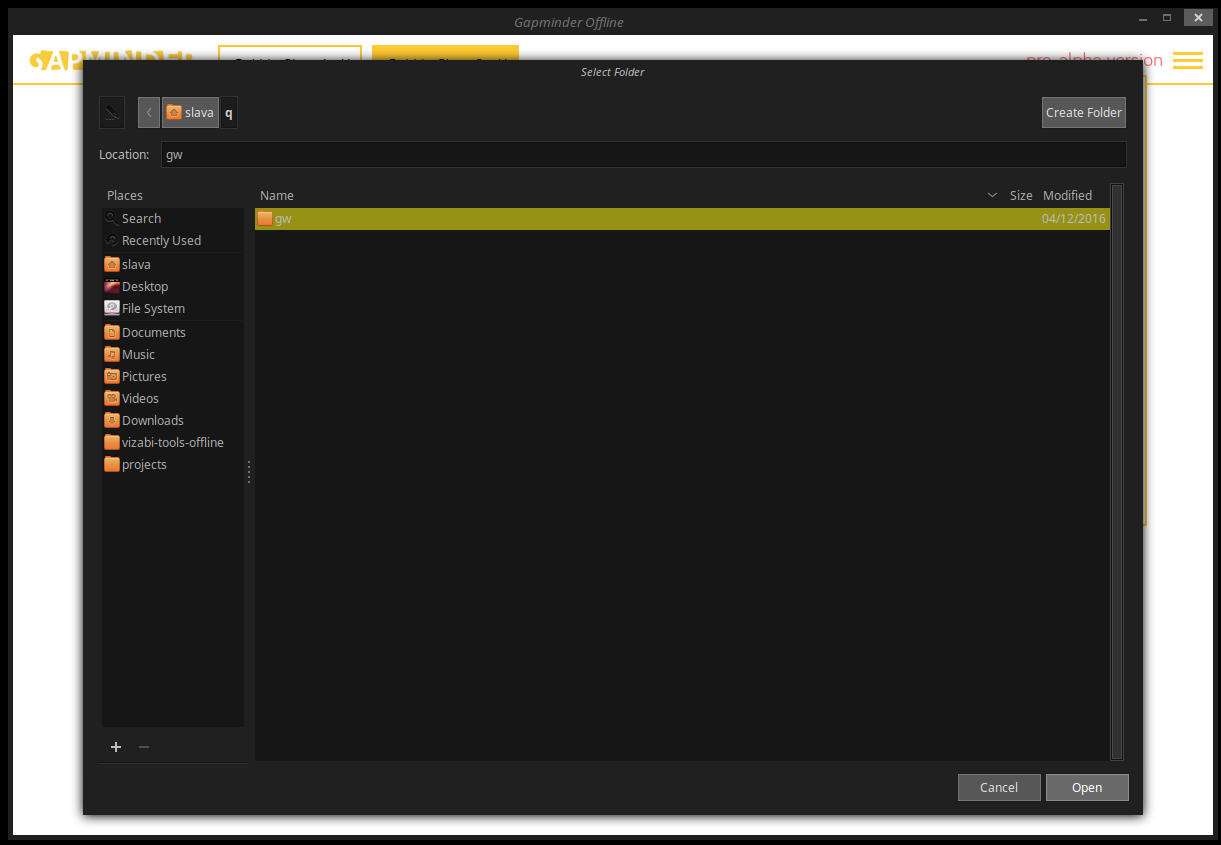 Gapminder Offline
GAPMINDER
pre-alpha version
Select Folder
slava q Create Folder
Location: gw
Places
Search
Recently Used
slava
Desktop
File System
Documents
Music
Pictures
Videos
Downloads
vizabi-tools-offline
projects
Name Size Modified
gw 04/12/2016
Cancel Open